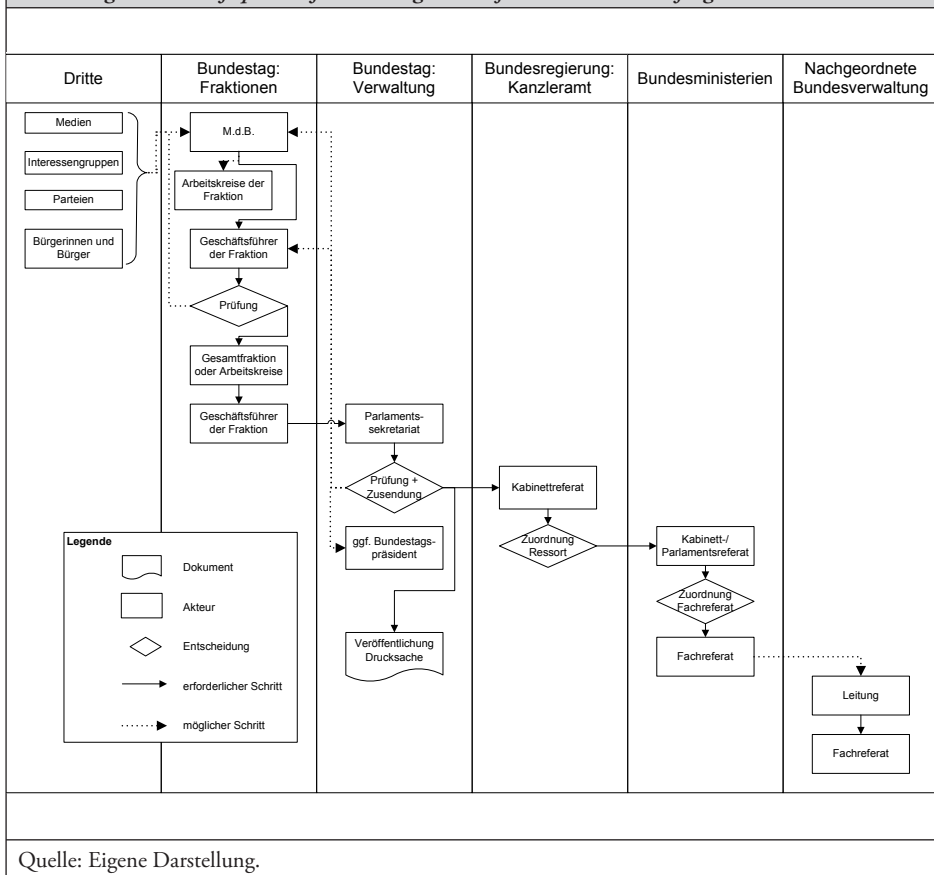 Dritte
Bundestag:
Fraktionen
Bundestag:
Verwaltung
Bundesregierung:
Kanzleramt
Bundesministerien
Nachgeordnete
Bundesverwaltung
Medien
Interessengruppen
Parteien
Bürgerinnen und
Bürger
M.d.B.
Arbeitskreise der
Fraktion
Geschäftsführer
der Fraktion
Prüfung
Gesamtfraktion
oder Arbeitskreise
Geschäftsführer
der Fraktion
Parlaments-
sekretariat
Prüfung +
Zusendung
ggf. Bundestags-
präsident
Veröffentlichung
Drucksache
Kabinettreferat
Zuordnung
Ressort
Kabinett-/
Parlamentsreferat
Zuordnung
Fachreferat
Fachreferat
Leitung
Fachreferat
Legende
Dokument
Akteur
Entscheidung
erforderlicher Schritt
möglicher Schritt
Quelle: Eigene Darstellung.